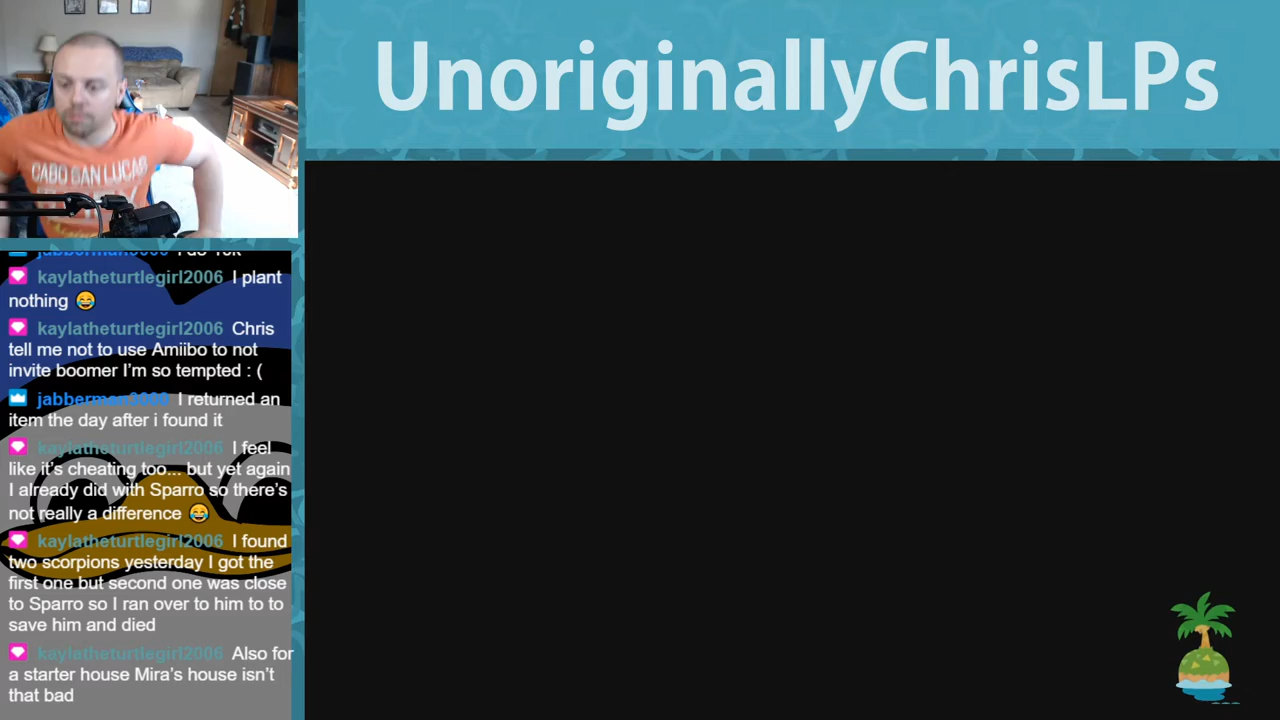 UnoriginallyChrisLPs
CABO SAN LUCAS
kaylatheturtlegirl2006 I plant
nothing 😂
kaylatheturtlegirl2006 Chris
tell me not to use Amiibo to not
invite boomer I’m so tempted : (
jabberman3000 I returned an
item the day after i found it
kaylatheturtlegirl2006 I feel
like it’s cheating too... but yet again
I already did with Sparro so there’s
not really a difference 😂
kaylatheturtlegirl2006 I found
two scorpions yesterday I got the
first one but second one was close
to Sparro so I ran over to him to to
save him and died
kaylatheturtlegirl2006 Also for
a starter house Mira’s house isn’t
that bad